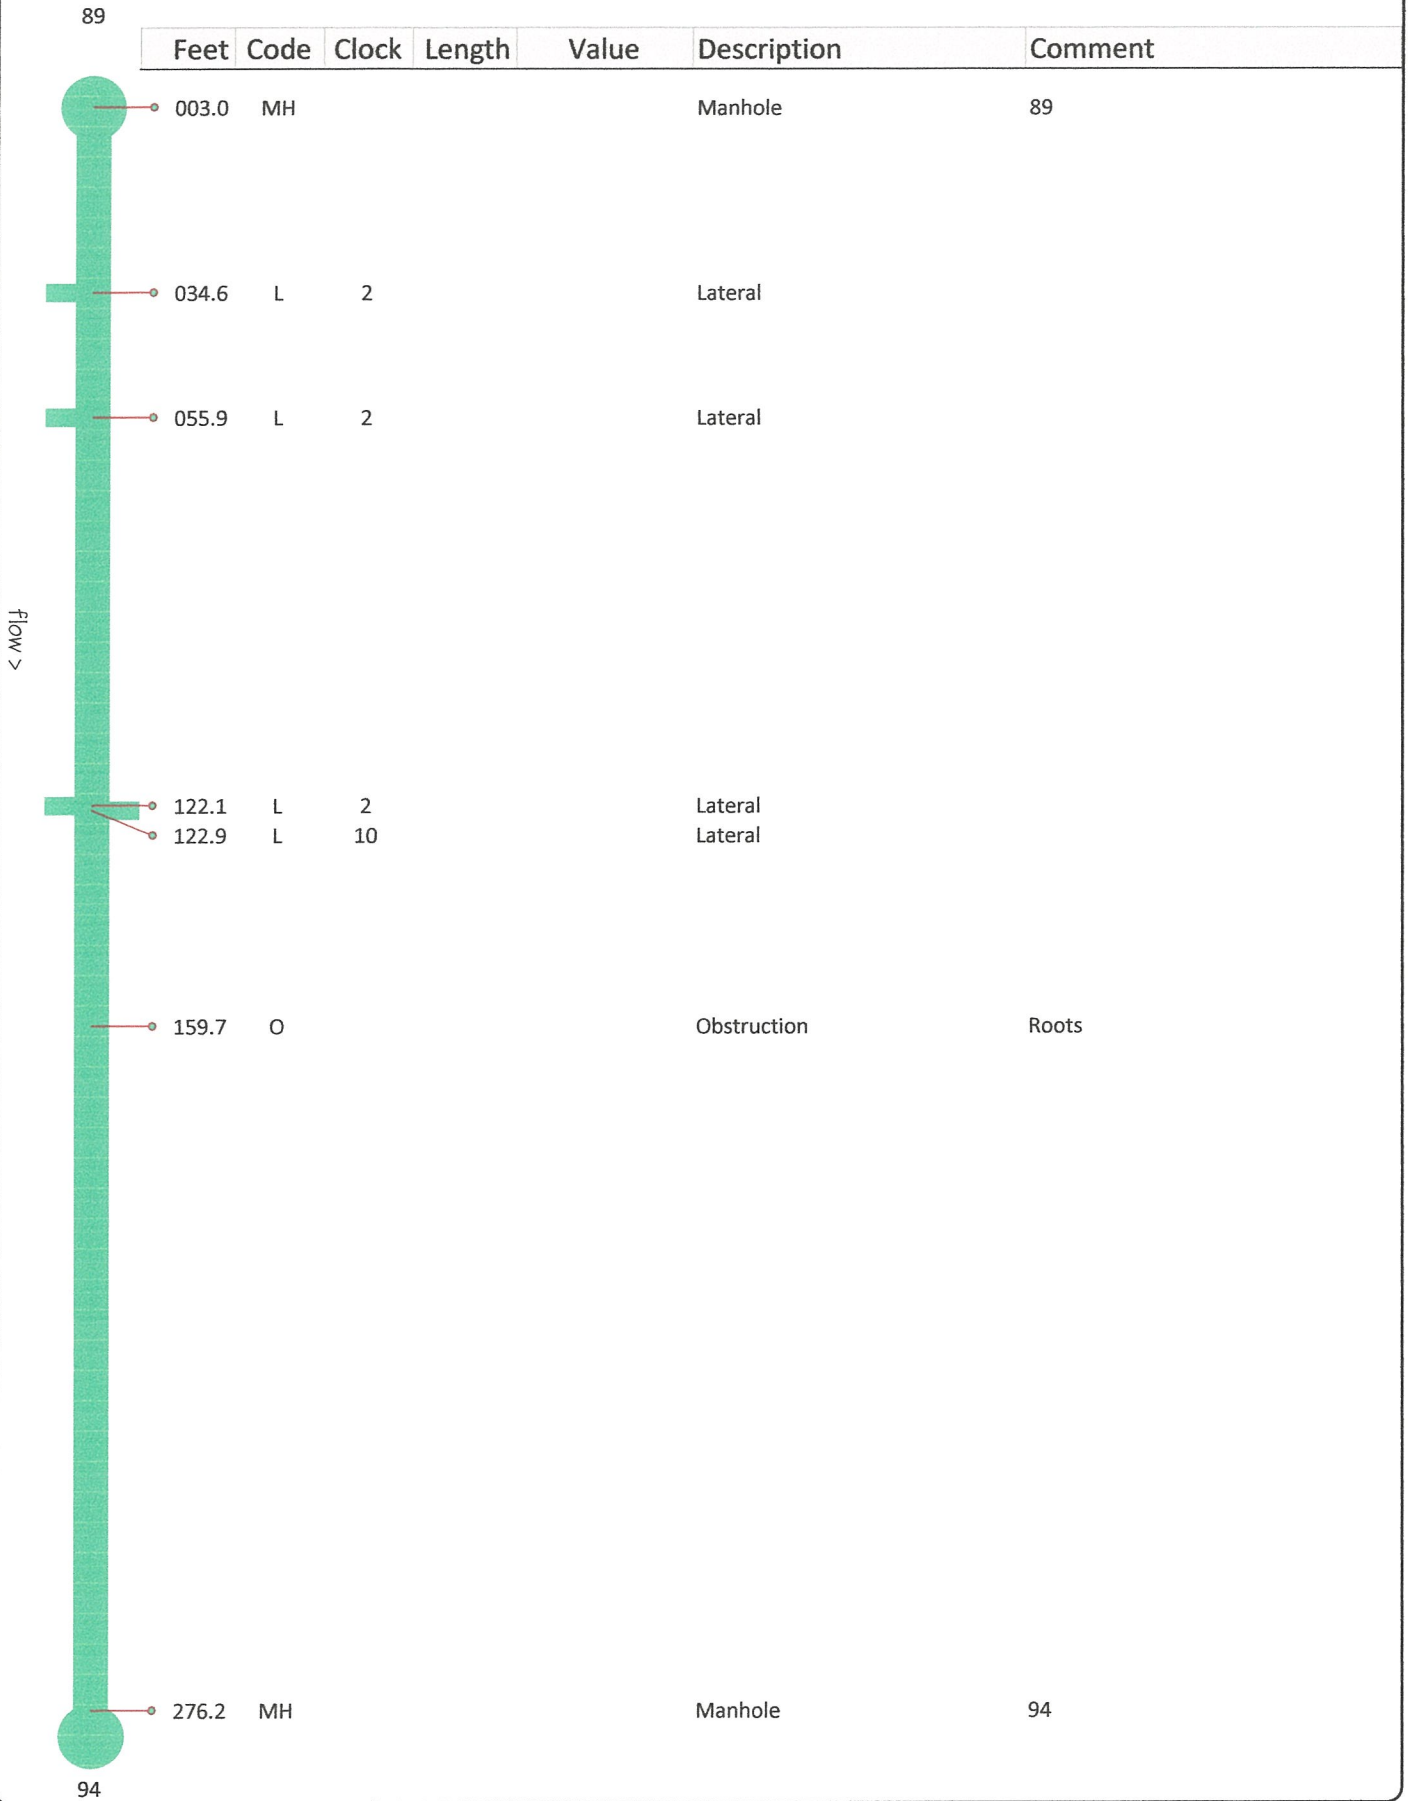 89
Feet Code Clock Length Value Description Comment
003.0 MH Manhole 89
034.6 L 2 Lateral
055.9 L 2 Lateral
flow >
122.1 L 2 Lateral
122.9 L 10 Lateral
159.7 O Obstruction Roots
276.2 MH Manhole 94
94